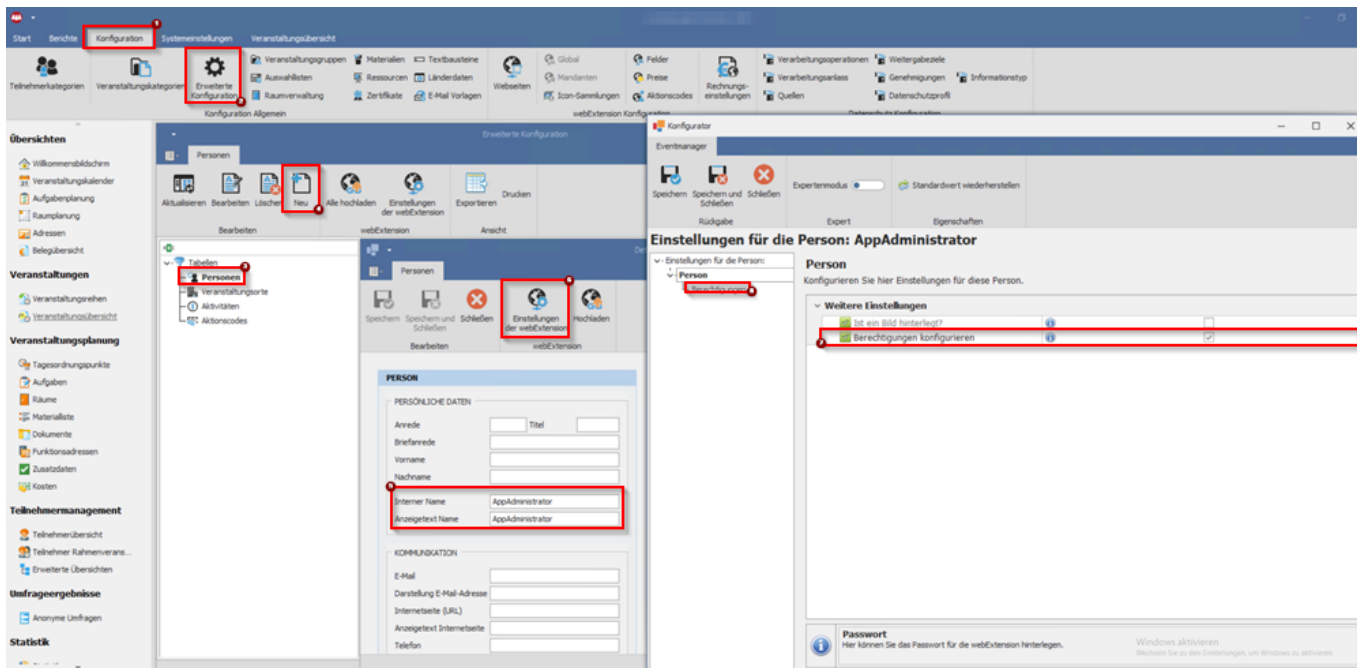 Start Berichte Konfiguration Systemeinstellungen Veranstaltungsübersicht
Teilnehmerkategorien
Veranstaltungskategorien
Erweiterte
Konfiguration
Veranstaltungsgruppen Materialien Textbausteine
Auswahllisten Ressourcen Länderdaten
Raumverwaltung Zertifikate E-Mail Vorlagen
Konfiguration Allgemein
Webseiten
Global Felder
Mandanten Preise
Icon-Sammlungen Aktionscodes
Rechnungs-
einstellungen
webExtension Konfiguration
Verarbeitungsoperationen Weitergabeziele
Verarbeitungsanlass Genehmigungen Informationstyp
Quellen Datenschutzprofil
Übersichten
Willkommensbildschirm
Veranstaltungskalender
Aufgabenplanung
Raumplanung
Adressen
Belegübersicht
Veranstaltungen
Veranstaltungsreihen
Veranstaltungsübersicht
Veranstaltungsplanung
Tagesordnungspunkte
Aufgaben
Räume
Materialliste
Dokumente
Funktionsadressen
Zusatzdaten
Kosten
Teilnehmermanagement
Teilnehmerübersicht
Teilnehmer Rahmenverans...
Erweiterte Übersichten
Umfrageergebnisse
Anonyme Umfragen
Statistik
Erweiterte Konfiguration
Personen
Aktualisieren Bearbeiten Löschen Neu Alle hochladen Einstellungen
der webExtension
Exportieren Drucken
Bearbeiten webExtension Ansicht
Tabellen
Personen
Veranstaltungsorte
Aktivitäten
Aktionscodes
Personen
Speichern Speichern und
Schließen
Schließen Einstellungen
der webExtension
Hochladen
Bearbeiten webExtension
PERSON
PERSÖNLICHE DATEN
Anrede Titel
Briefanrede
Vorname
Nachname
Interner Name AppAdministrator
Anzeigetext Name AppAdministrator
KOMMUNIKATION
E-Mail
Darstellung E-Mail-Adresse
Internetseite (URL)
Anzeigetext Internetseite
Telefon
Konfigurator
Eventmanager
Speichern Speichern und
Schließen
Schließen
Expertenmodus Standardwert wiederherstellen
Rückgabe Expert Eigenschaften
Einstellungen für die Person: AppAdministrator
Einstellungen für die Person:
Person
Berechtigungen
Person
Konfigurieren Sie hier Einstellungen für diese Person.
Weitere Einstellungen
Ist ein Bild hinterlegt?
Berechtigungen konfigurieren
Passwort
Hier können Sie das Passwort für die webExtension hinterlegen.
Windows aktivieren
Wechseln Sie zu den Einstellungen, um Windows zu aktivieren.